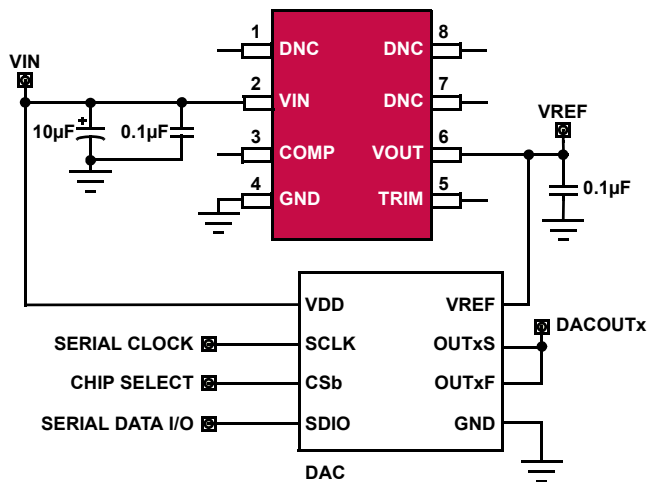 1
8
DNC
DNC
VIN
2
7
VIN
DNC
VREF
10µF
+
0.1µF
3
6
COMP
VOUT
4
5
GND
TRIM
0.1µF
VDD
VREF
DACOUTx
SERIAL CLOCK
SCLK
OUTxS
CHIP SELECT
CSb
OUTxF
SERIAL DATA I/O
SDIO
GND
DAC